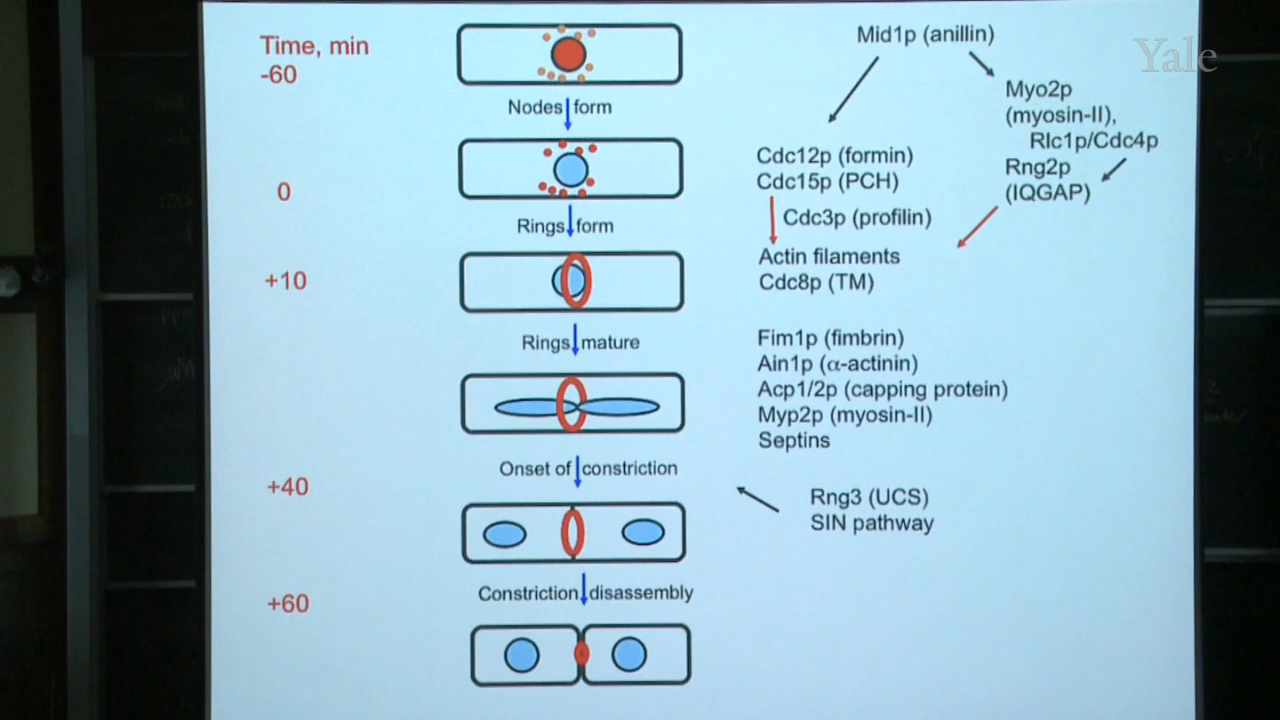 Time, min
-60
Nodes form
0
Rings form
+10
Rings mature
Onset of constriction
+40
Constriction disassembly
+60
Mid1p (anillin)
Yale
Myo2p
(myosin-II),
Rlc1p/Cdc4p
Rng2p
(IQGAP)
Cdc12p (formin)
Cdc15p (PCH)
Cdc3p (profilin)
Actin filaments
Cdc8p (TM)
Fim1p (fimbrin)
Ain1p (α-actinin)
Acp1/2p (capping protein)
Myp2p (myosin-II)
Septins
Rng3 (UCS)
SIN pathway